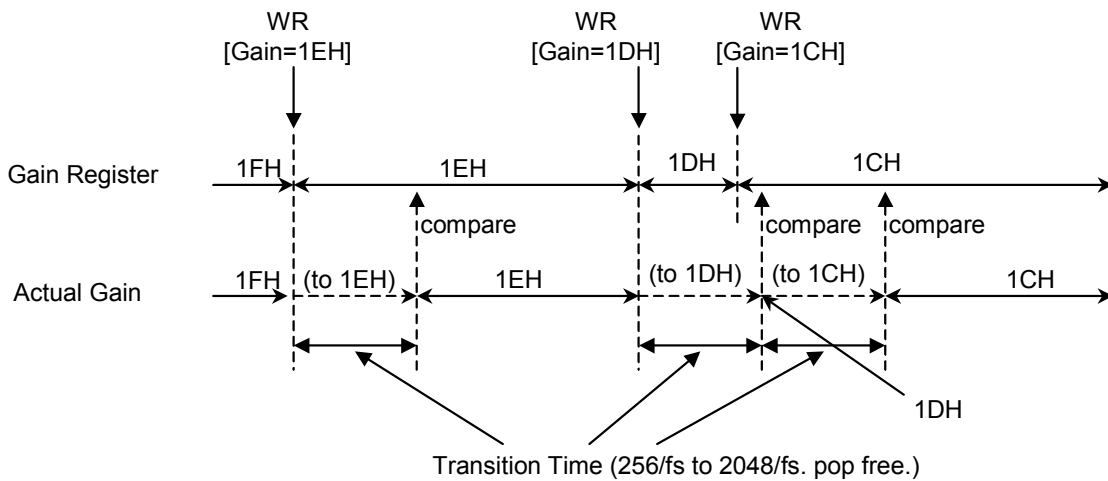 WR WR WR
[Gain=1EH] [Gain=1DH] [Gain=1CH]
Gain Register 1FH 1EH 1DH 1CH
compare compare compare
Actual Gain 1FH (to 1EH) 1EH (to 1DH) (to 1CH) 1CH
1DH
Transition Time (256/fs to 2048/fs. pop free.)